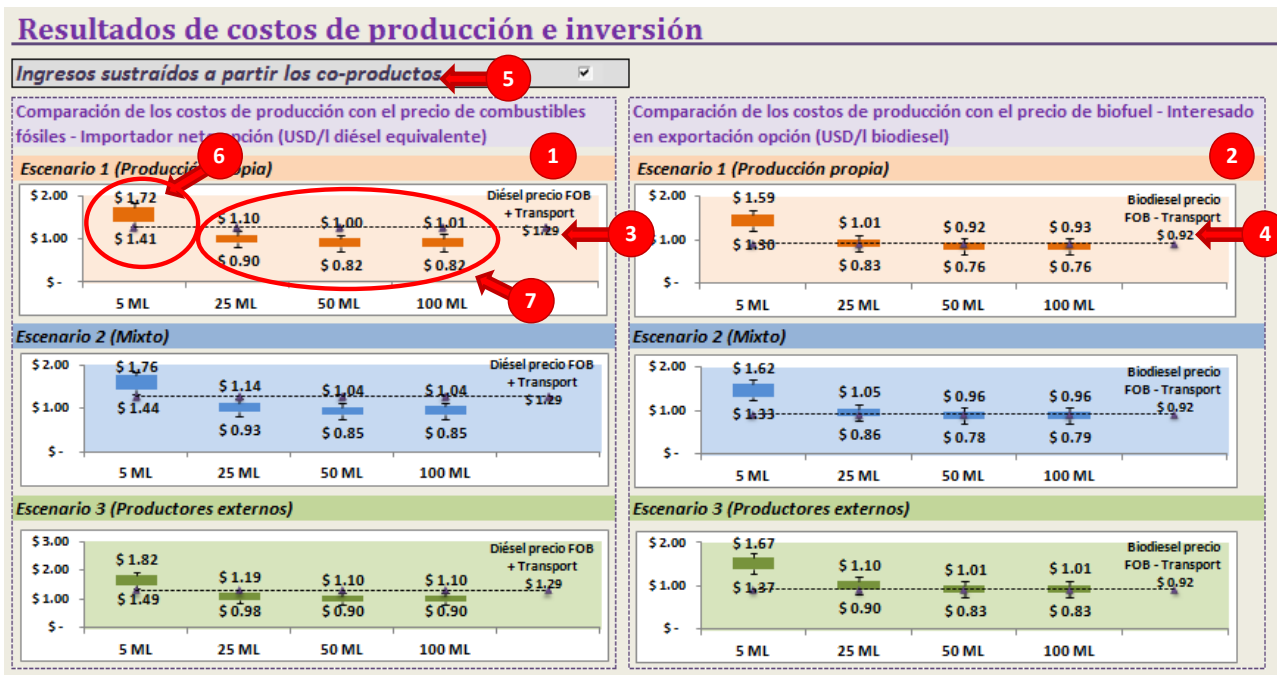 Resultados de costos de producción e inversión
Ingresos sustraídos a partir los co-productos
5
Comparación de los costos de producción con el precio de combustibles
fósiles - Importador neto opción (USD/l diésel equivalente)
6
1
Escenario 1 (Producción propia)
$ 2.00
$ 1.00
$ -
$ 1.72
$ 1.41
$ 1.10
$ 0.90
$ 1.00
$ 0.82
$ 1.01
$ 0.82
Diésel precio FOB
+ Transport
$ 1.29
3
7
5 ML
25 ML
50 ML
100 ML
Escenario 2 (Mixto)
$ 2.00
$ 1.00
$ -
$ 1.76
$ 1.44
$ 1.14
$ 0.93
$ 1.04
$ 0.85
$ 1.04
$ 0.85
Diésel precio FOB
+ Transport
$ 1.29
5 ML
25 ML
50 ML
100 ML
Escenario 3 (Productores externos)
$ 3.00
$ 2.00
$ 1.00
$ -
$ 1.82
$ 1.49
$ 1.19
$ 0.98
$ 1.10
$ 0.90
$ 1.10
$ 0.90
Diésel precio FOB
+ Transport
$ 1.29
5 ML
25 ML
50 ML
100 ML
Comparación de los costos de producción con el precio de biofuel - Interesado
en exportación opción (USD/l biodiesel)
2
Escenario 1 (Producción propia)
$ 2.00
$ 1.00
$ -
$ 1.59
$ 1.30
$ 1.01
$ 0.83
$ 0.92
$ 0.76
$ 0.93
$ 0.76
Biodiesel precio
FOB - Transport
$ 0.92
4
5 ML
25 ML
50 ML
100 ML
Escenario 2 (Mixto)
$ 2.00
$ 1.00
$ -
$ 1.62
$ 1.33
$ 1.05
$ 0.86
$ 0.96
$ 0.78
$ 0.96
$ 0.79
Biodiesel precio
FOB - Transport
$ 0.92
5 ML
25 ML
50 ML
100 ML
Escenario 3 (Productores externos)
$ 2.00
$ 1.00
$ -
$ 1.67
$ 1.37
$ 1.10
$ 0.90
$ 1.01
$ 0.83
$ 1.01
$ 0.83
Biodiesel precio
FOB - Transport
$ 0.92
5 ML
25 ML
50 ML
100 ML